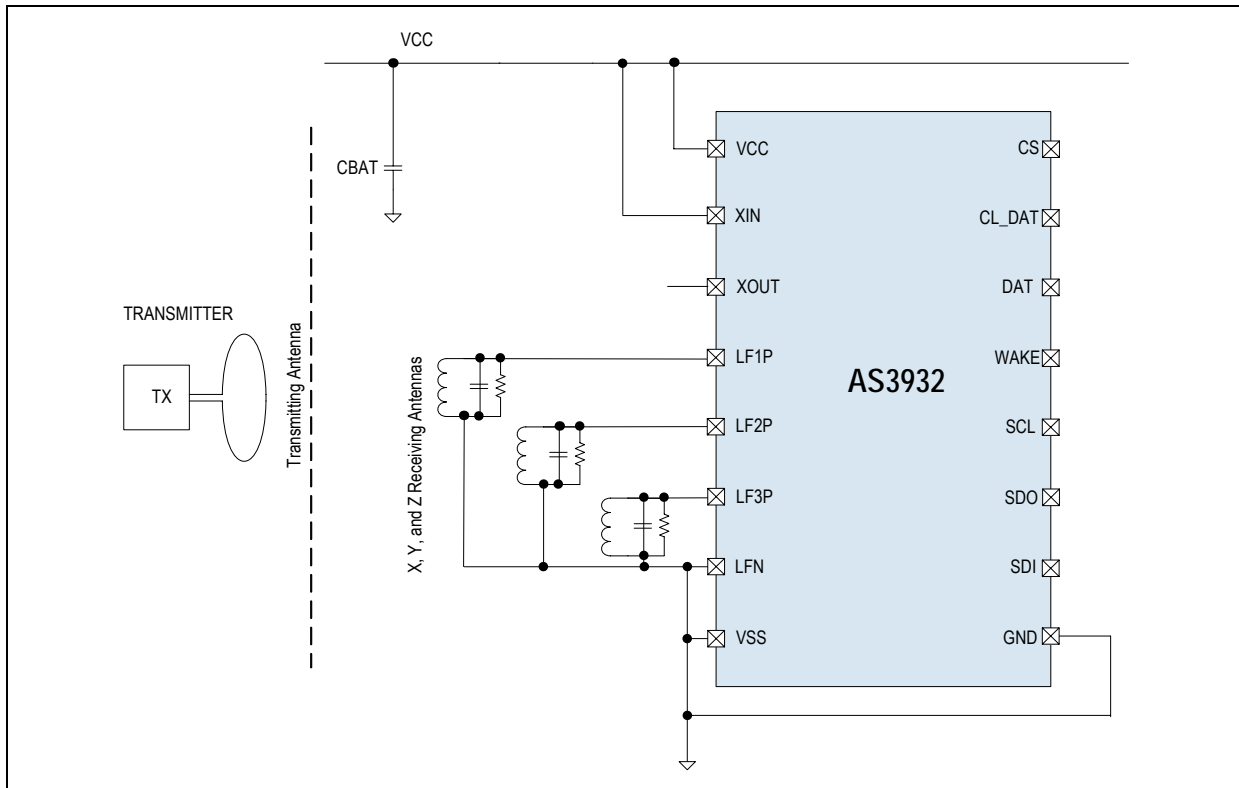 VCC
CBAT
TRANSMITTER
TX
Transmitting Antenna
X, Y, and Z Receiving Antennas
VCC
XIN
XOUT
LF1P
LF2P
LF3P
LFN
VSS
AS3932
CS
CL_DAT
DAT
WAKE
SCL
SDO
SDI
GND